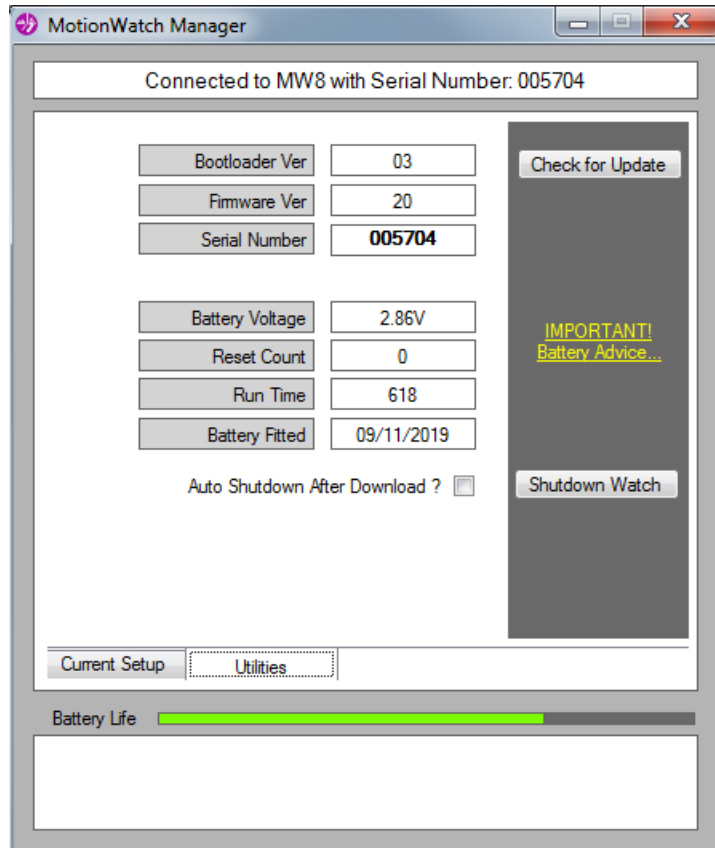 MotionWatch Manager
Connected to MW8 with Serial Number: 005704
Bootloader Ver 03 Check for Update
Firmware Ver 20
Serial Number 005704
Battery Voltage 2.86V
IMPORTANT!
Reset Count 0 Battery Advice...
Run Time 618
Battery Fitted 09/11/2019
Auto Shutdown After Download ? Shutdown Watch
Current Setup Utilities
Battery Life